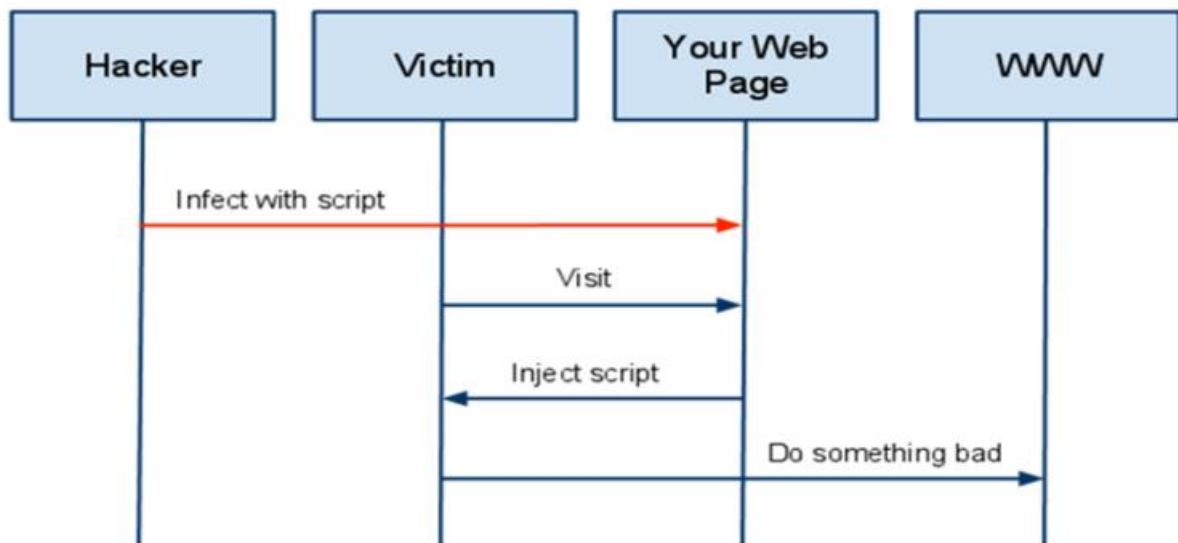 Hacker
Victim
Your Web
Page
WWW
Infect with script
Visit
Inject script
Do something bad